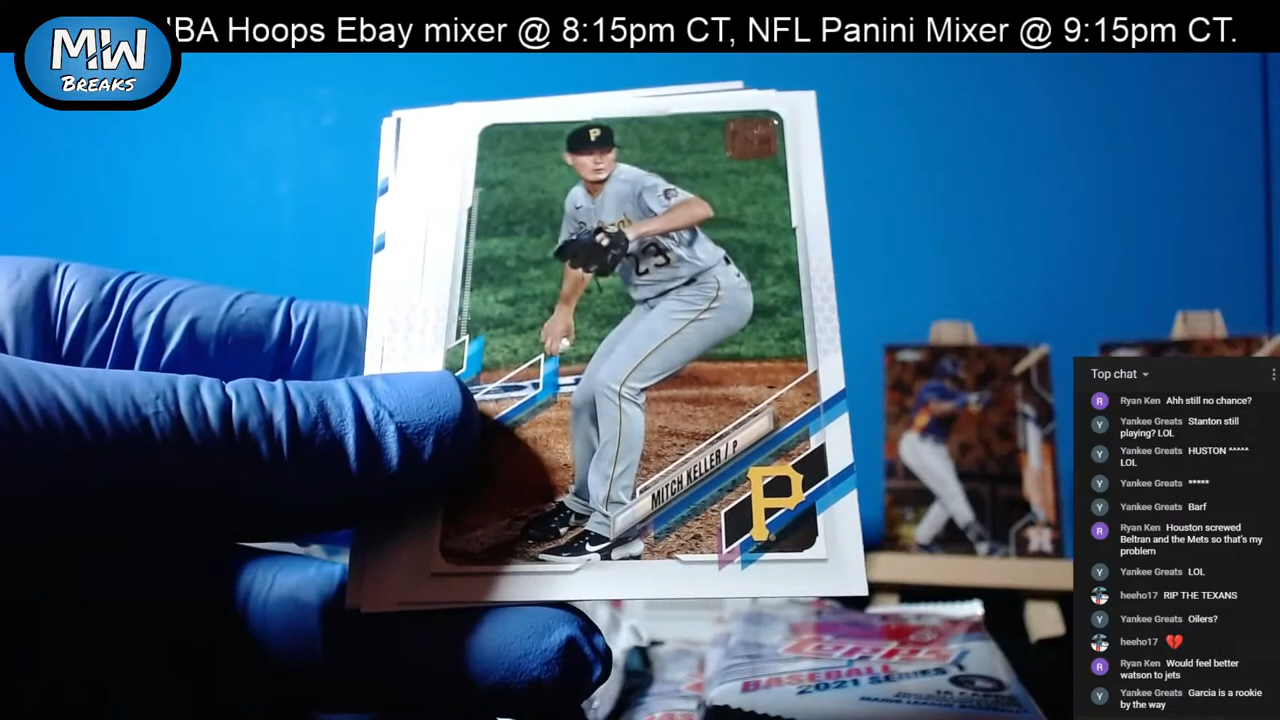 BA Hoops Ebay mixer @ 8:15pm CT, NFL Panini Mixer @ 9:15pm CT.
MW
BREAKS
P
23
MITCH KELLER / P
P
TOPPS
BASEBALL
2021 SERIES 1
Top chat
R Ryan Ken Ahh still no chance?
Y Yankee Greats Stanton still
playing? LOL
Y Yankee Greats HUSTON ^^^^^
LOL
Y Yankee Greats *****
Y Yankee Greats Barf
R Ryan Ken Houston screwed
Beltran and the Mets so that's my
problem
Y Yankee Greats LOL
heeho17 RIP THE TEXANS
Y Yankee Greats Oilers?
heeho17 💔
R Ryan Ken Would feel better
watson to jets
Y Yankee Greats Garcia is a rookie
by the way